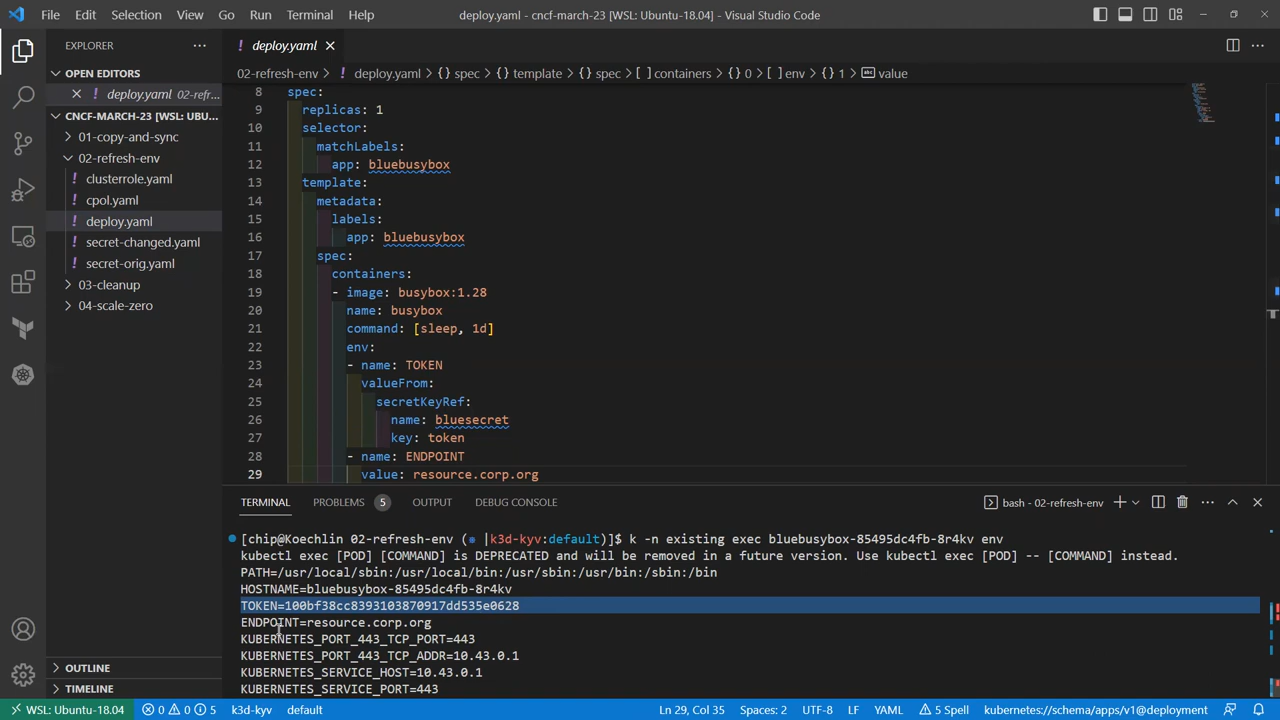 File Edit Selection View Go Run Terminal Help deploy.yaml - cncf-march-23 [WSL: Ubuntu-18.04] - Visual Studio Code
EXPLORER
OPEN EDITORS
! deploy.yaml 02-refr...
CNCF-MARCH-23 [WSL: UBU...
01-copy-and-sync
02-refresh-env
! clusterrole.yaml
! cpol.yaml
! deploy.yaml
! secret-changed.yaml
! secret-orig.yaml
03-cleanup
04-scale-zero
OUTLINE
TIMELINE
! deploy.yaml
02-refresh-env > ! deploy.yaml > {} spec > {} template > {} spec > [ ] containers > {} 0 > [ ] env > {} 1 > value
8 spec:
9 replicas: 1
10 selector:
11 matchLabels:
12 app: bluebusybox
13 template:
14 metadata:
15 labels:
16 app: bluebusybox
17 spec:
18 containers:
19 - image: busybox:1.28
20 name: busybox
21 command: [sleep, 1d]
22 env:
23 - name: TOKEN
24 valueFrom:
25 secretKeyRef:
26 name: bluesecret
27 key: token
28 - name: ENDPOINT
29 value: resource.corp.org
TERMINAL PROBLEMS 5 OUTPUT DEBUG CONSOLE bash - 02-refresh-env
[chip@Koechlin 02-refresh-env (⎈ |k3d-kyv:default)]$ k -n existing exec bluebusybox-85495dc4fb-8r4kv env
kubectl exec [POD] [COMMAND] is DEPRECATED and will be removed in a future version. Use kubectl exec [POD] -- [COMMAND] instead.
PATH=/usr/local/sbin:/usr/local/bin:/usr/sbin:/usr/bin:/sbin:/bin
HOSTNAME=bluebusybox-85495dc4fb-8r4kv
TOKEN=100bf38cc8393103870917dd535e0628
ENDPOINT=resource.corp.org
KUBERNETES_PORT_443_TCP_PORT=443
KUBERNETES_PORT_443_TCP_ADDR=10.43.0.1
KUBERNETES_SERVICE_HOST=10.43.0.1
KUBERNETES_SERVICE_PORT=443
WSL: Ubuntu-18.04 0 0 5 k3d-kyv default Ln 29, Col 35 Spaces: 2 UTF-8 LF YAML 5 Spell kubernetes://schema/apps/v1@deployment